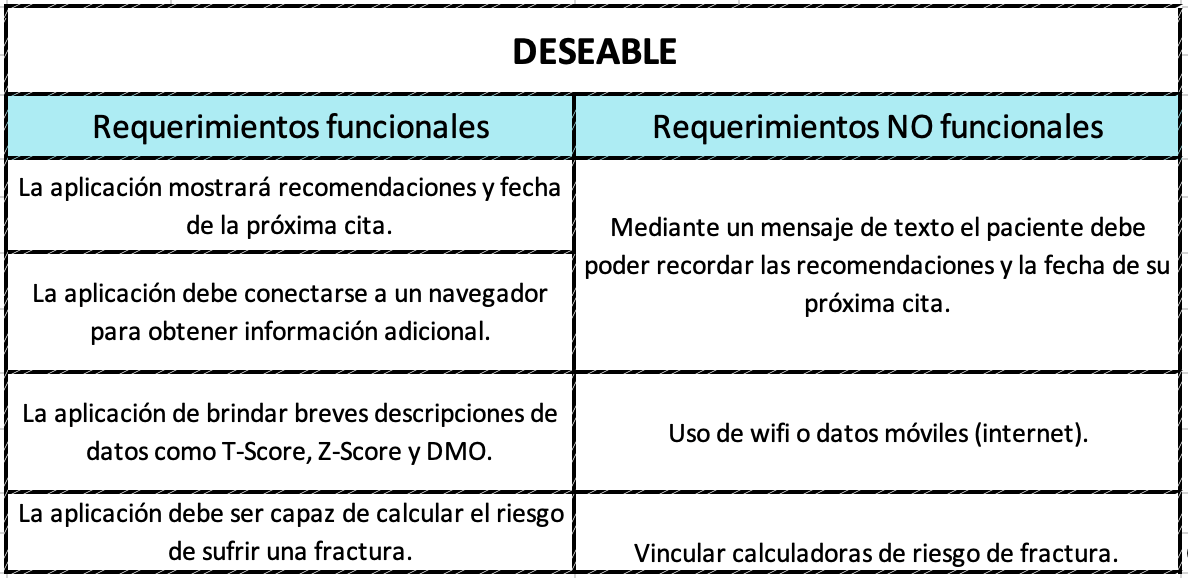 DESEABLE
Requerimientos funcionales
Requerimientos NO funcionales
La aplicación mostrará recomendaciones y fecha
de la próxima cita.
Mediante un mensaje de texto el paciente debe
poder recordar las recomendaciones y la fecha de su
próxima cita.
La aplicación debe conectarse a un navegador
para obtener información adicional.
La aplicación de brindar breves descripciones de
datos como T-Score, Z-Score y DMO.
Uso de wifi o datos móviles (internet).
La aplicación debe ser capaz de calcular el riesgo
de sufrir una fractura.
Vincular calculadoras de riesgo de fractura.